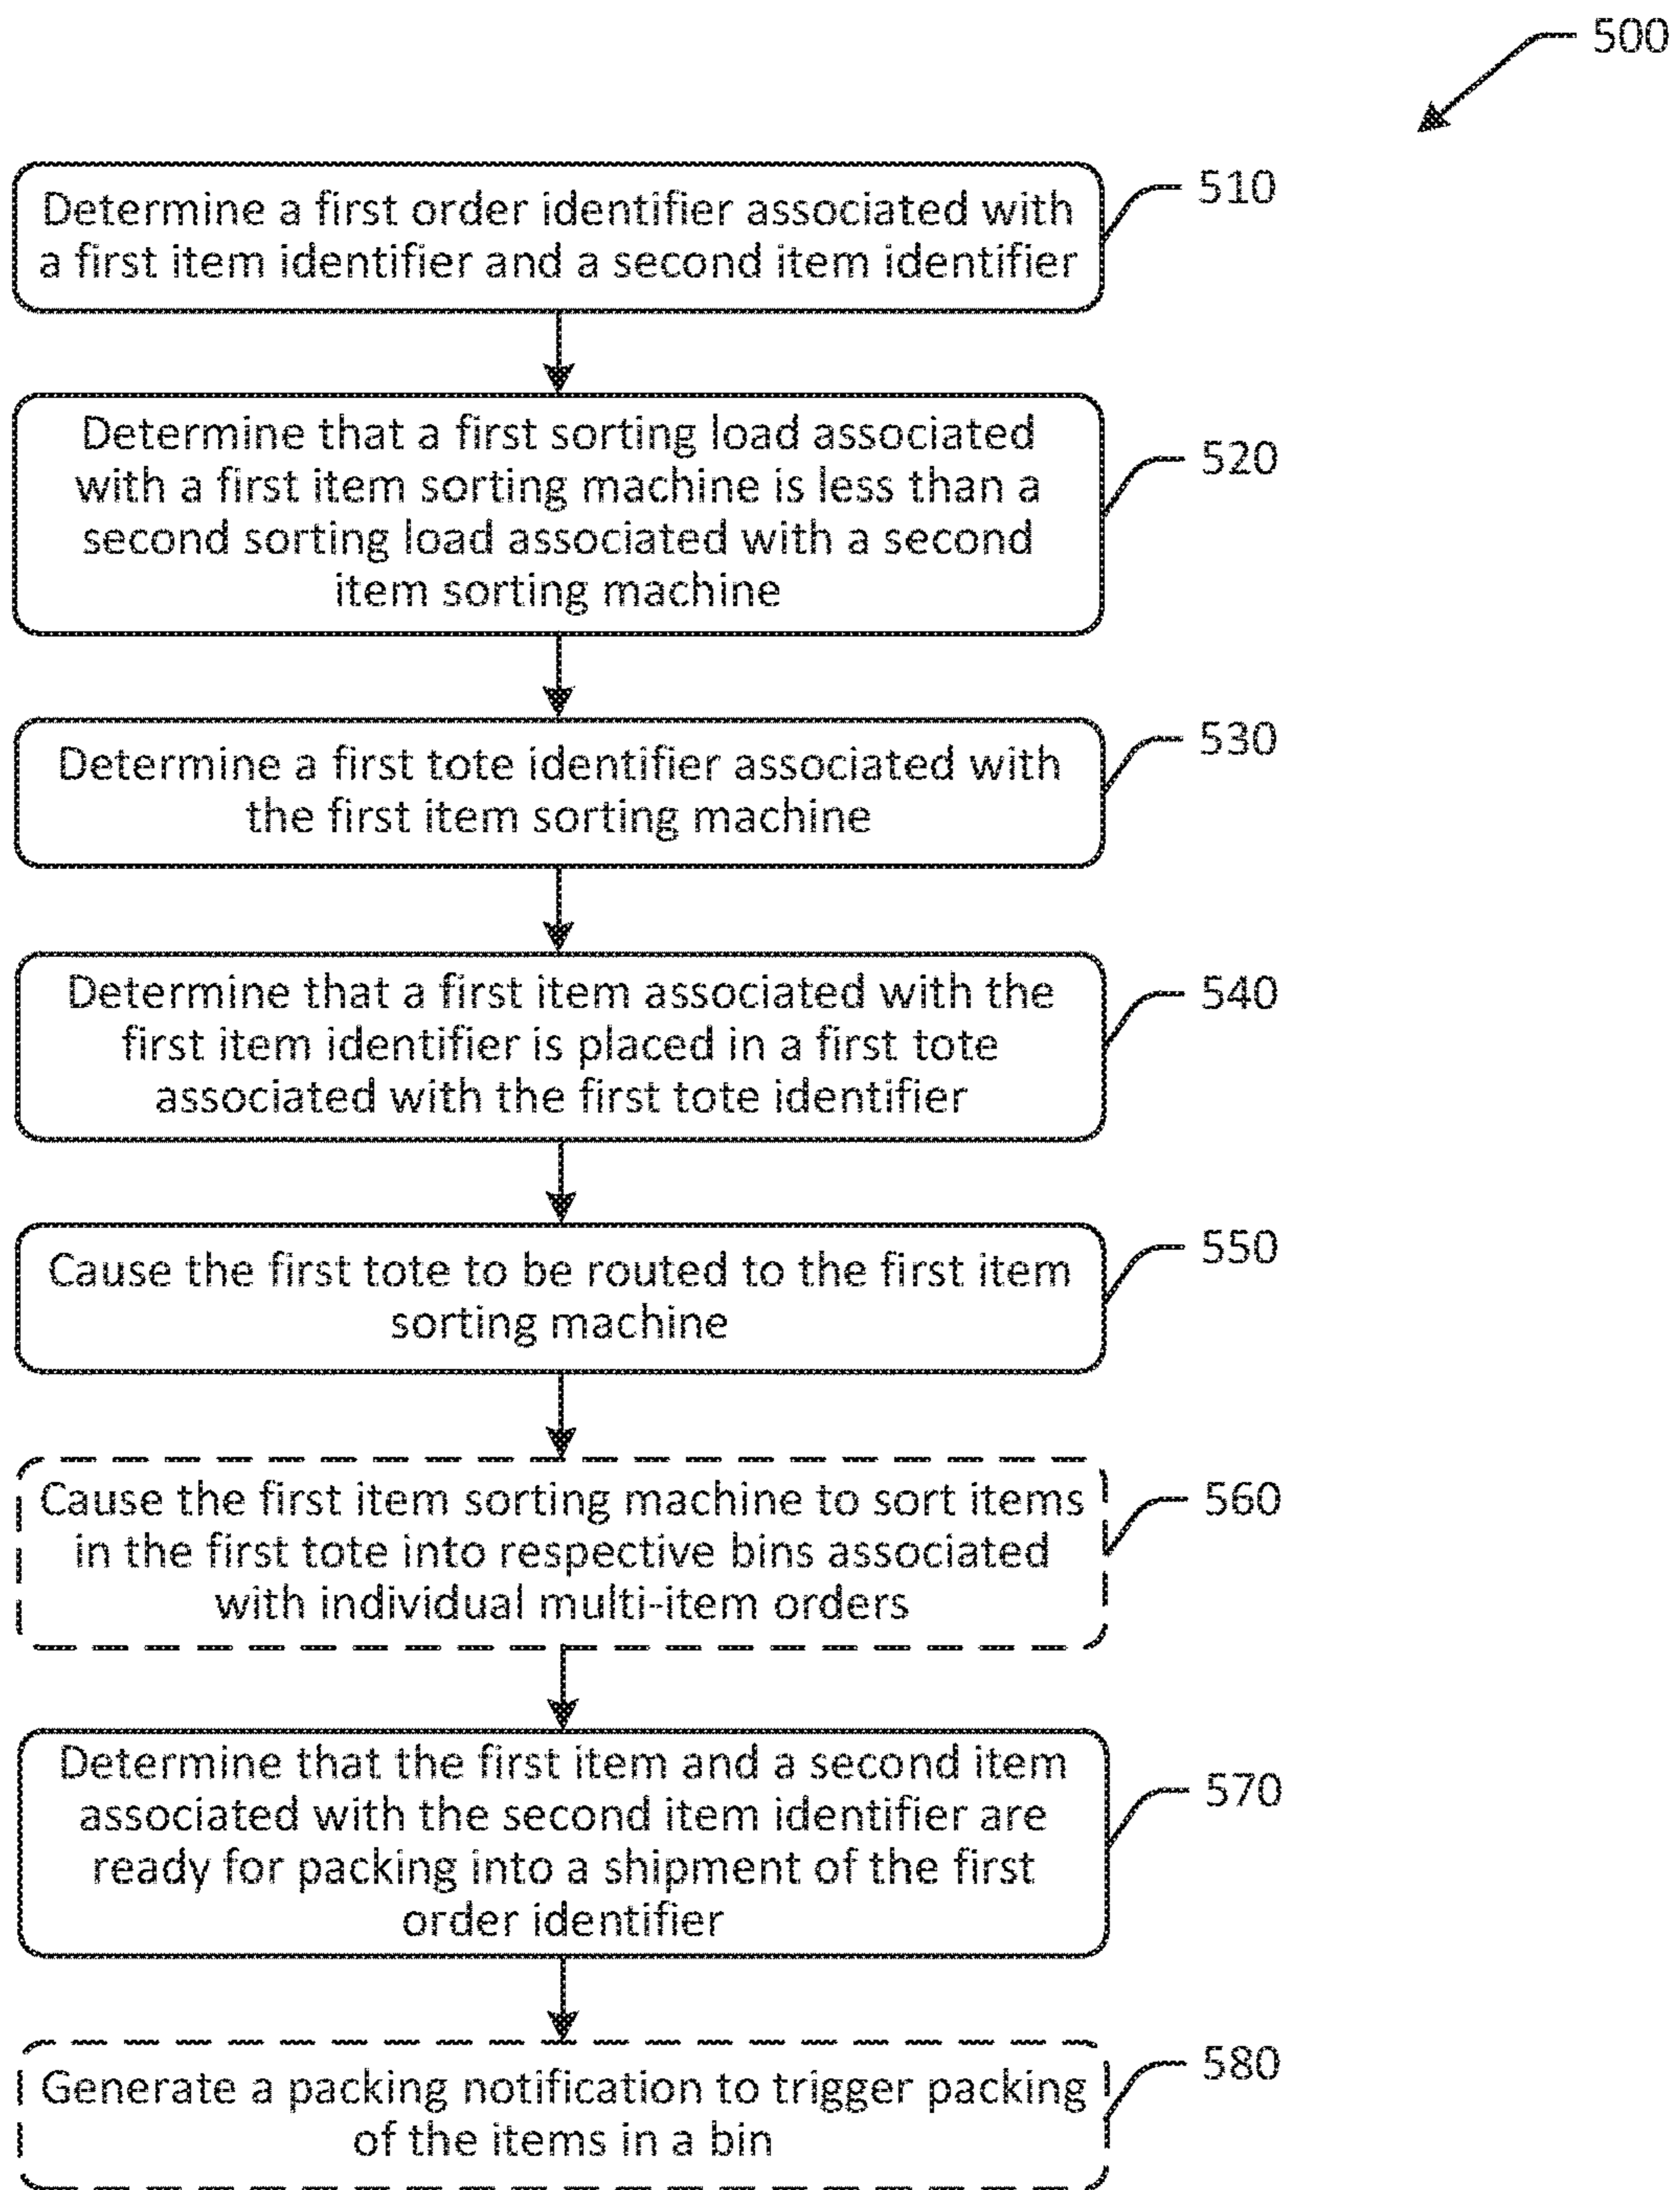 500
Determine a first order identifier associated with
a first item identifier and a second item identifier
510
Determine that a first sorting load associated
with a first item sorting machine is less than a
second sorting load associated with a second
item sorting machine
520
Determine a first tote identifier associated with
the first item sorting machine
530
Determine that a first item associated with the
first item identifier is placed in a first tote
associated with the first tote identifier
540
Cause the first tote to be routed to the first item
sorting machine
550
Cause the first item sorting machine to sort items
in the first tote into respective bins associated
with individual multi-item orders
560
Determine that the first item and a second item
associated with the second item identifier are
ready for packing into a shipment of the first
order identifier
570
Generate a packing notification to trigger packing
of the items in a bin
580